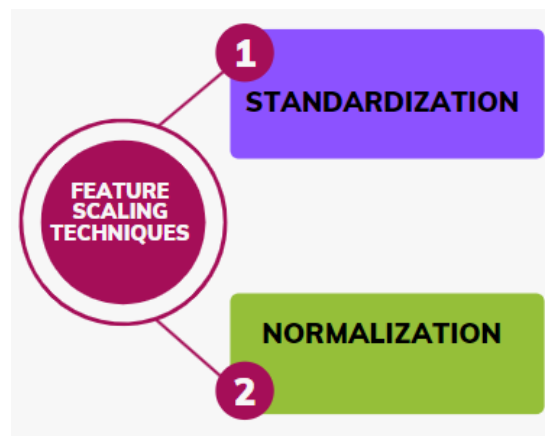 1
STANDARDIZATION
FEATURE
SCALING
TECHNIQUES
NORMALIZATION
2